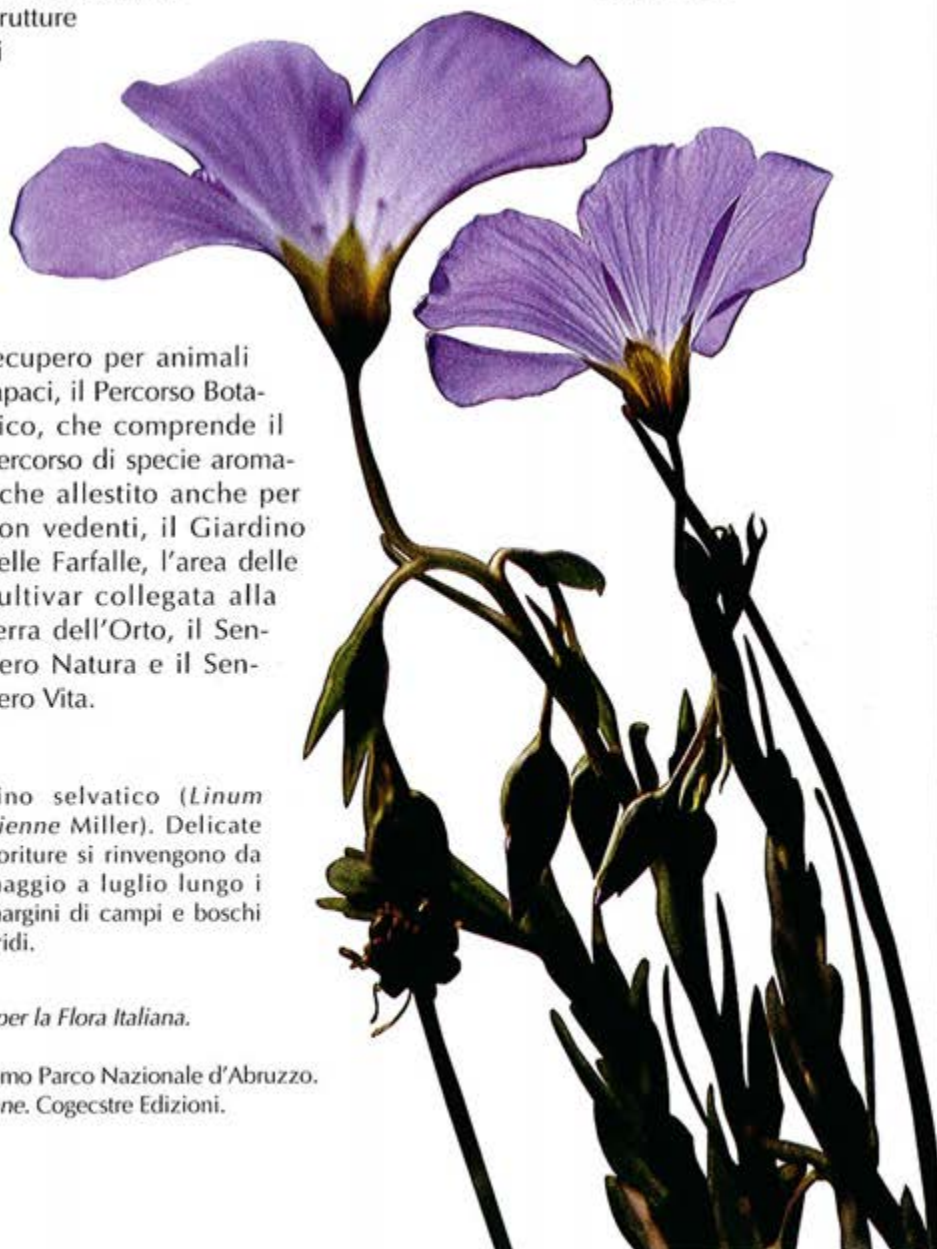 rutture
i
ecupero per animali
apaci, il Percorso Bota-
ico, che comprende il
ercorso di specie aroma-
che allestito anche per
on vedenti, il Giardino
elle Farfalle, l'area delle
ultivar collegata alla
erra dell'Orto, il Sen-
ero Natura e il Sen-
ero Vita.
ino selvatico (Linum
ienne Miller). Delicate
oriture si rinvengono da
aggio a luglio lungo i
argini di campi e boschi
ridi.
per la Flora Italiana.
mo Parco Nazionale d'Abruzzo.
ne. Cogecstre Edizioni.